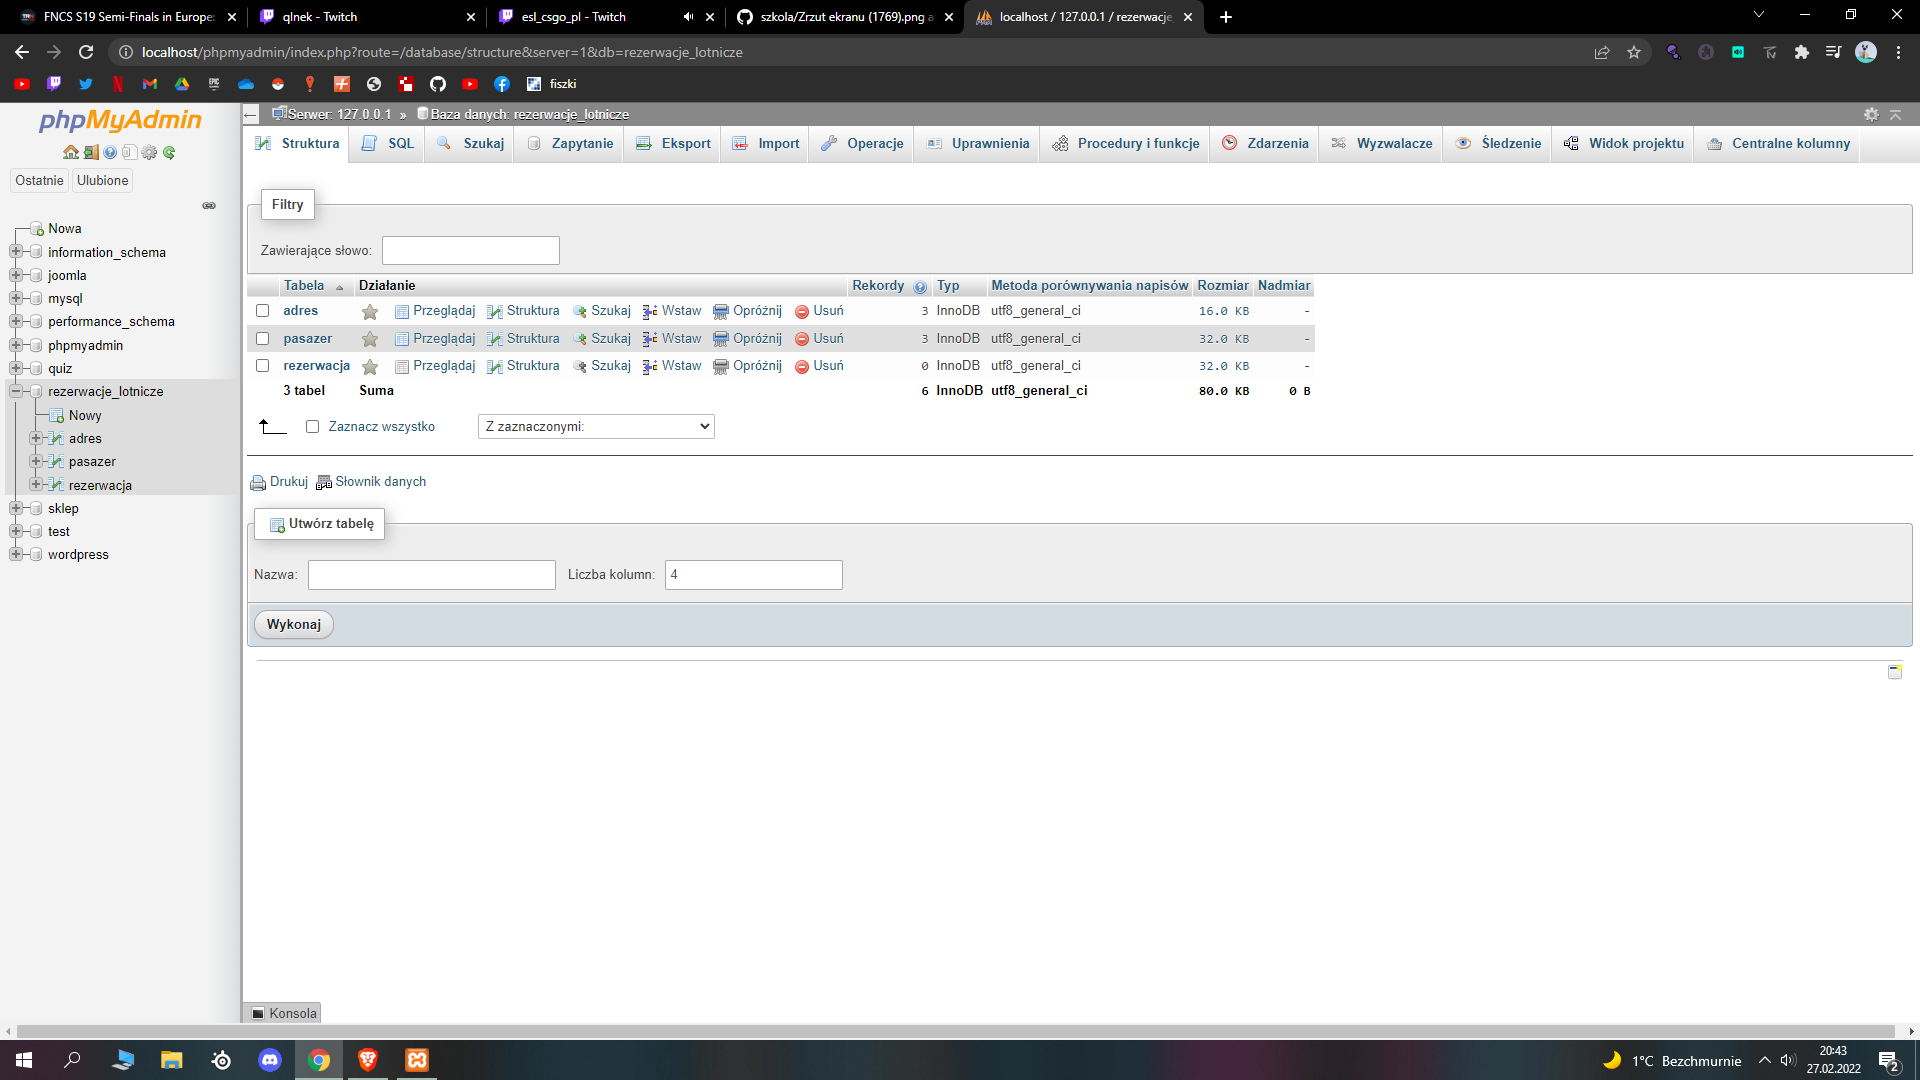 FNCS S19 Semi-Finals in Europe:
qlnek - Twitch
esl_csgo_pl - Twitch
szkola/Zrzut ekranu (1769).png a
localhost / 127.0.0.1 / rezerwacje
localhost/phpmyadmin/index.php?route=/database/structure&server=1&db=rezerwacje_lotnicze
fiszki
phpMyAdmin
Ostatnie Ulubione
Nowa
information_schema
joomla
mysql
performance_schema
phpmyadmin
quiz
rezerwacje_lotnicze
Nowy
adres
pasazer
rezerwacja
sklep
test
wordpress
Serwer: 127.0.0.1 » Baza danych: rezerwacje_lotnicze
Struktura SQL Szukaj Zapytanie Eksport Import Operacje Uprawnienia Procedury i funkcje Zdarzenia Wyzwalacze Śledzenie Widok projektu Centralne kolumny
Filtry
Zawierające słowo:
Tabela Działanie Rekordy Typ Metoda porównywania napisów Rozmiar Nadmiar
adres Przeglądaj Struktura Szukaj Wstaw Opróżnij Usuń 3 InnoDB utf8_general_ci 16.0 KB -
pasazer Przeglądaj Struktura Szukaj Wstaw Opróżnij Usuń 3 InnoDB utf8_general_ci 32.0 KB -
rezerwacja Przeglądaj Struktura Szukaj Wstaw Opróżnij Usuń 0 InnoDB utf8_general_ci 32.0 KB -
3 tabel Suma 6 InnoDB utf8_general_ci 80.0 KB 0 B
Zaznacz wszystko Z zaznaczonymi:
Drukuj Słownik danych
Utwórz tabelę
Nazwa: Liczba kolumn: 4
Wykonaj
Konsola
1°C Bezchmurnie
20:43
27.02.2022
2